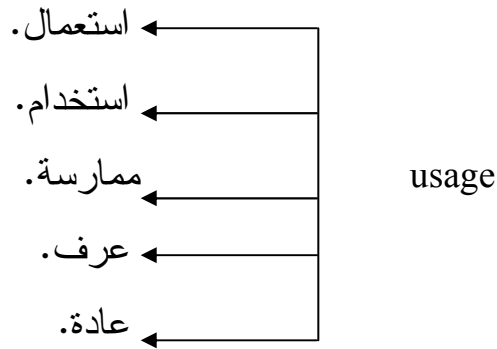 استعمال.
استخدام.
ممارسة.
usage
عرف.
عادة.